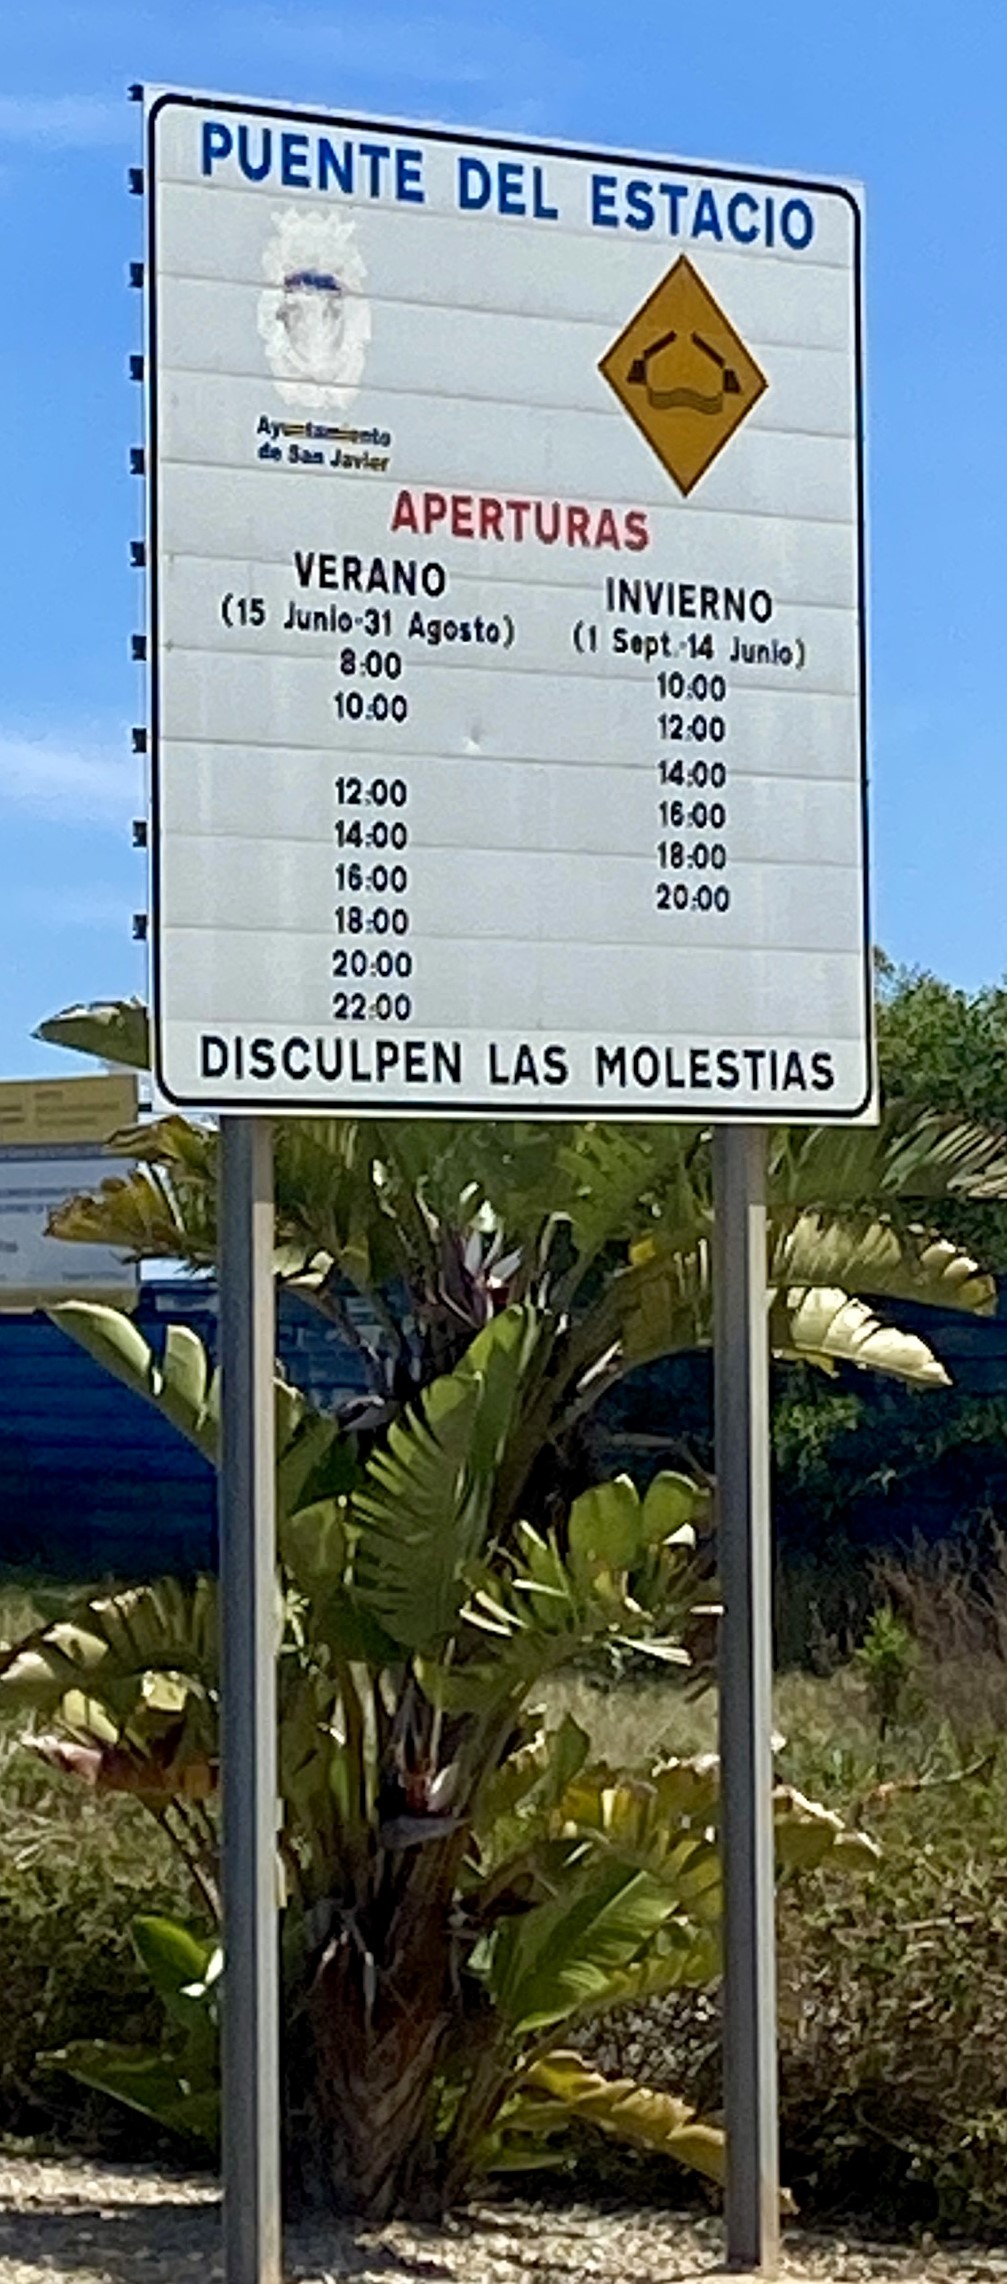 PUENTE DEL ESTACIO
Ayuntamiento
de San Javier
APERTURAS
VERANO
(15 Junio-31 Agosto)
8:00
10:00
12:00
14:00
16:00
18:00
20:00
22:00
INVIERNO
(1 Sept.-14 Junio)
10:00
12:00
14:00
16:00
18:00
20:00
DISCULPEN LAS MOLESTIAS